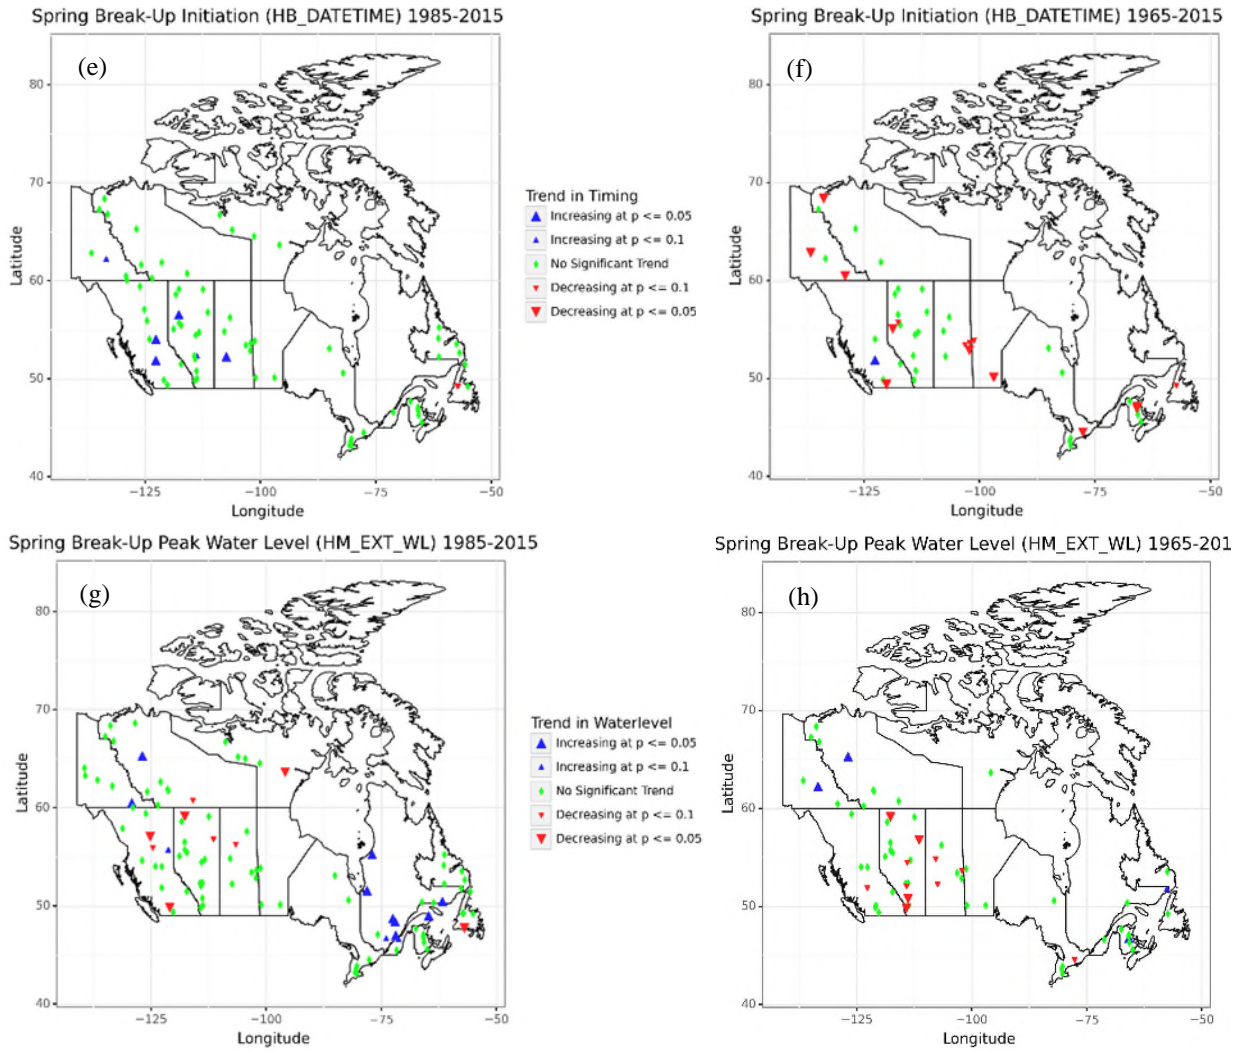 Spring Break-Up Initiation (HB_DATETIME) 1985-2015
(e)
80
70
60
50
40
Latitude
−125
−100
−75
−50
Longitude
Trend in Timing
Increasing at p <= 0.05
Increasing at p <= 0.1
No Significant Trend
Decreasing at p <= 0.1
Decreasing at p <= 0.05
Spring Break-Up Initiation (HB_DATETIME) 1965-2015
(f)
80
70
60
50
40
Latitude
−125
−100
−75
−50
Longitude
Spring Break-Up Peak Water Level (HM_EXT_WL) 1985-2015
(g)
80
70
60
50
40
Latitude
−125
−100
−75
−50
Longitude
Trend in Waterlevel
Increasing at p <= 0.05
Increasing at p <= 0.1
No Significant Trend
Decreasing at p <= 0.1
Decreasing at p <= 0.05
Spring Break-Up Peak Water Level (HM_EXT_WL) 1965-201
(h)
80
70
60
50
40
Latitude
−125
−100
−75
−50
Longitude